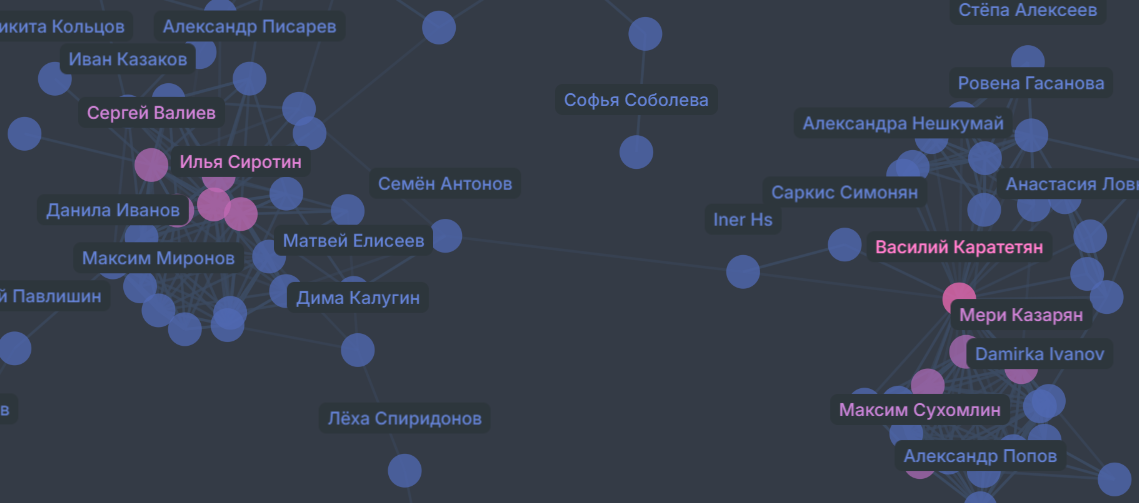 Стёпа Алексеев
икита Кольцов
Александр Писарев
Иван Казаков
Ровена Гасанова
Софья Соболева
Сергей Валиев
Александра Нешкумай
Илья Сиротин
Семён Антонов
Анастасия Лов
Саркис Симонян
Данила Иванов
Iner Hs
Матвей Елисеев
Василий Каратетян
Максим Миронов
й Павлишин
Дима Калугин
Мери Казарян
Damirka Ivanov
в
Максим Сухомлин
Лёха Спиридонов
Александр Попов